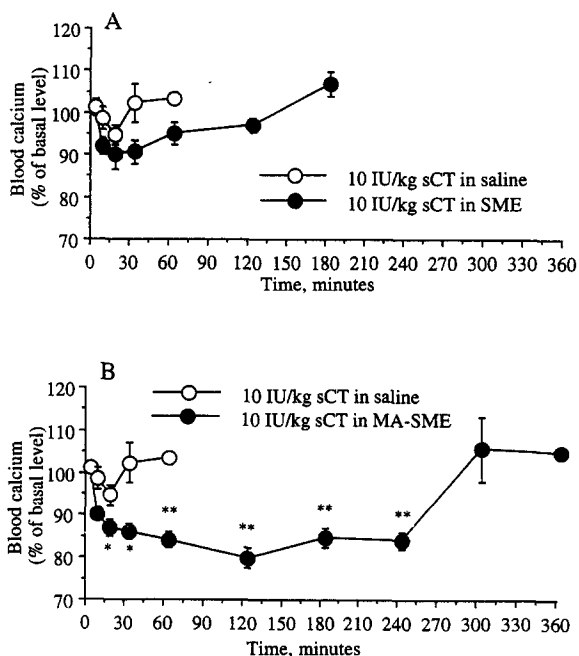 A
120
110
100
90
80
70
Blood calcium
(% of basal level)
10 IU/kg sCT in saline
10 IU/kg sCT in SME
0 30 60 90 120 150 180 210 240 270 300 330 360
Time, minutes
B
120
110
100
90
80
70
Blood calcium
(% of basal level)
10 IU/kg sCT in saline
10 IU/kg sCT in MA-SME
* * ** ** ** **
0 30 60 90 120 150 180 210 240 270 300 330 360
Time, minutes